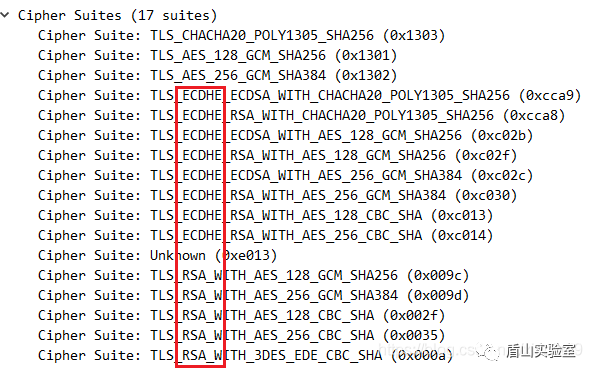 Cipher Suites (17 suites)
Cipher Suite: TLS_CHACHA20_POLY1305_SHA256 (0x1303)
Cipher Suite: TLS_AES_128_GCM_SHA256 (0x1301)
Cipher Suite: TLS_AES_256_GCM_SHA384 (0x1302)
Cipher Suite: TLS_ECDHE_ECDSA_WITH_CHACHA20_POLY1305_SHA256 (0xcca9)
Cipher Suite: TLS_ECDHE_RSA_WITH_CHACHA20_POLY1305_SHA256 (0xcca8)
Cipher Suite: TLS_ECDHE_ECDSA_WITH_AES_128_GCM_SHA256 (0xc02b)
Cipher Suite: TLS_ECDHE_RSA_WITH_AES_128_GCM_SHA256 (0xc02f)
Cipher Suite: TLS_ECDHE_ECDSA_WITH_AES_256_GCM_SHA384 (0xc02c)
Cipher Suite: TLS_ECDHE_RSA_WITH_AES_256_GCM_SHA384 (0xc030)
Cipher Suite: TLS_ECDHE_RSA_WITH_AES_128_CBC_SHA (0xc013)
Cipher Suite: TLS_ECDHE_RSA_WITH_AES_256_CBC_SHA (0xc014)
Cipher Suite: Unknown (0xe013)
Cipher Suite: TLS_RSA_WITH_AES_128_GCM_SHA256 (0x009c)
Cipher Suite: TLS_RSA_WITH_AES_256_GCM_SHA384 (0x009d)
Cipher Suite: TLS_RSA_WITH_AES_128_CBC_SHA (0x002f)
Cipher Suite: TLS_RSA_WITH_AES_256_CBC_SHA (0x0035)
Cipher Suite: TLS_RSA_WITH_3DES_EDE_CBC_SHA (0x000a)
盾山实验室